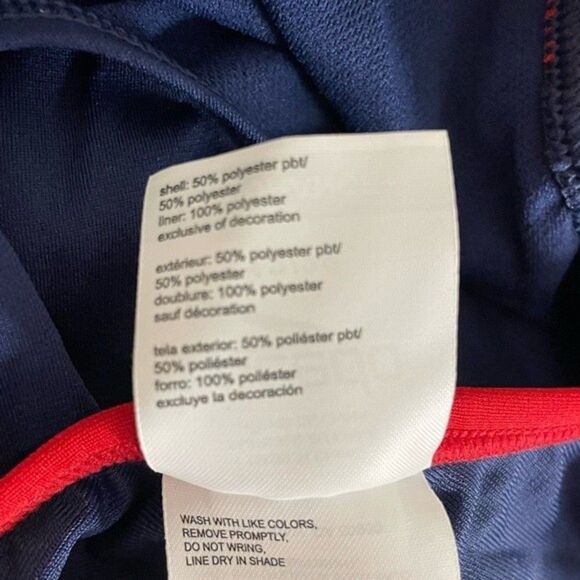 shell: 50% polyester pbt/
50% polyester
liner: 100% polyester
exclusive of decoration
extérieur: 50% polyester pbt/
50% polyester
doublure: 100% polyester
sauf décoration
tela exterior: 50% poliéster pbt/
50% poliéster
forro: 100% poliéster
excluye la decoración
WASH WITH LIKE COLORS,
REMOVE PROMPTLY,
DO NOT WRING,
LINE DRY IN SHADE